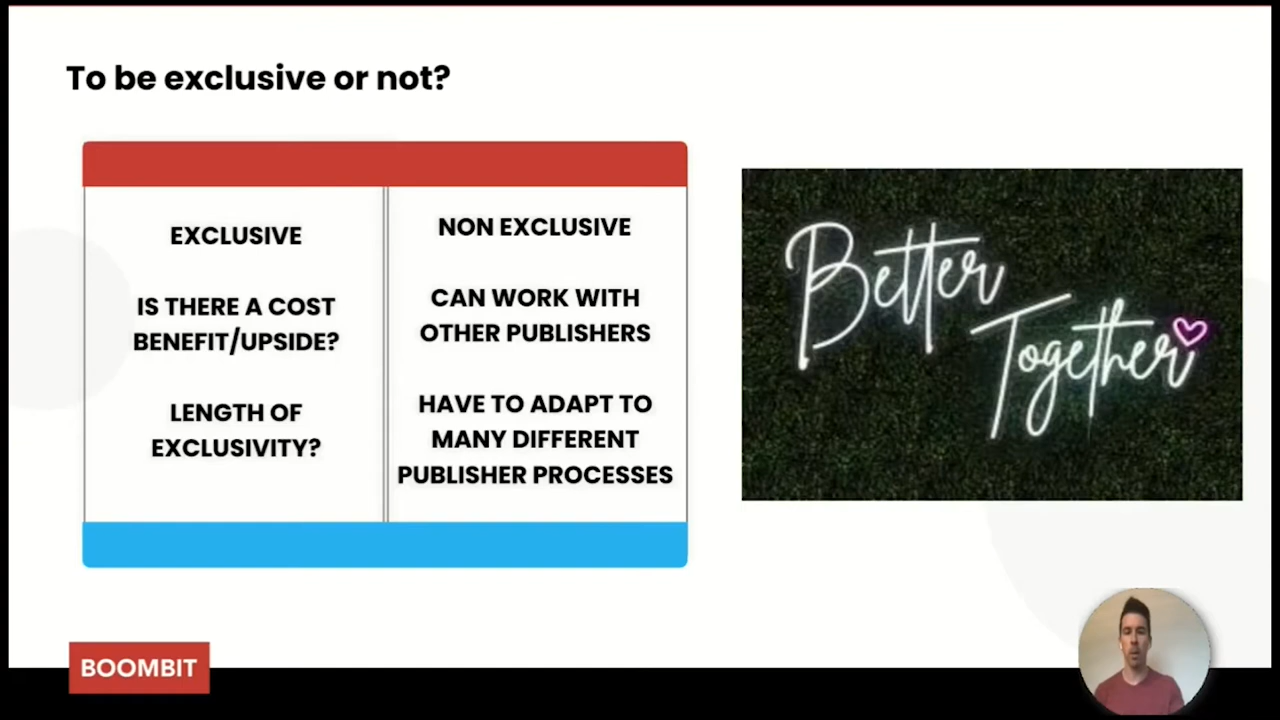 To be exclusive or not?
EXCLUSIVE
IS THERE A COST
BENEFIT/UPSIDE?
LENGTH OF
EXCLUSIVITY?
NON EXCLUSIVE
CAN WORK WITH
OTHER PUBLISHERS
HAVE TO ADAPT TO
MANY DIFFERENT
PUBLISHER PROCESSES
Better
Together
BOOMBIT